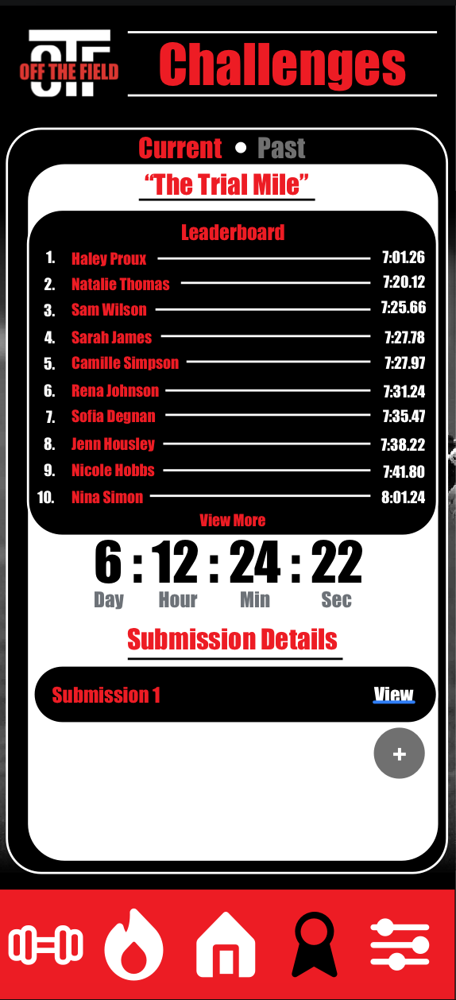 OTF
OFF THE FIELD
Challenges
Current • Past
“The Trial Mile”
Leaderboard
1. Haley Proux 7:01.26
2. Natalie Thomas 7:20.12
3. Sam Wilson 7:25.66
4. Sarah James 7:27.78
5. Camille Simpson 7:27.97
6. Rena Johnson 7:31.24
7. Sofia Degnan 7:35.47
8. Jenn Housley 7:38.22
9. Nicole Hobbs 7:41.80
10. Nina Simon 8:01.24
View More
6 : 12 : 24 : 22
Day Hour Min Sec
Submission Details
Submission 1 View
+